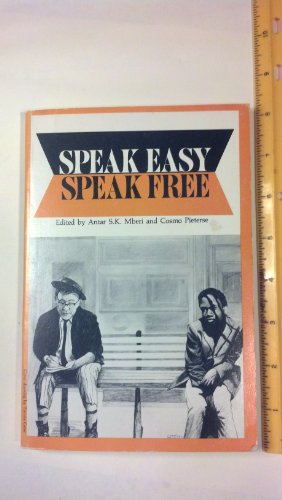 SPEAK EASY
SPEAK FREE
Edited by Antar S.K. Mberi and Cosmo Pieterse